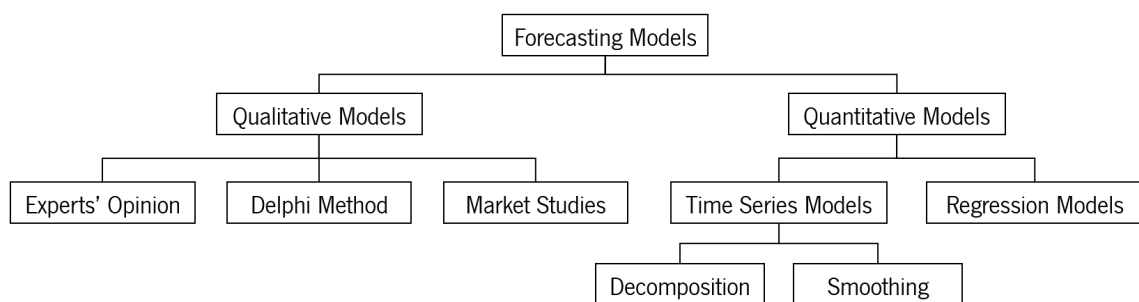 Forecasting Models
Qualitative Models
Quantitative Models
Experts’ Opinion
Delphi Method
Market Studies
Time Series Models
Regression Models
Decomposition
Smoothing